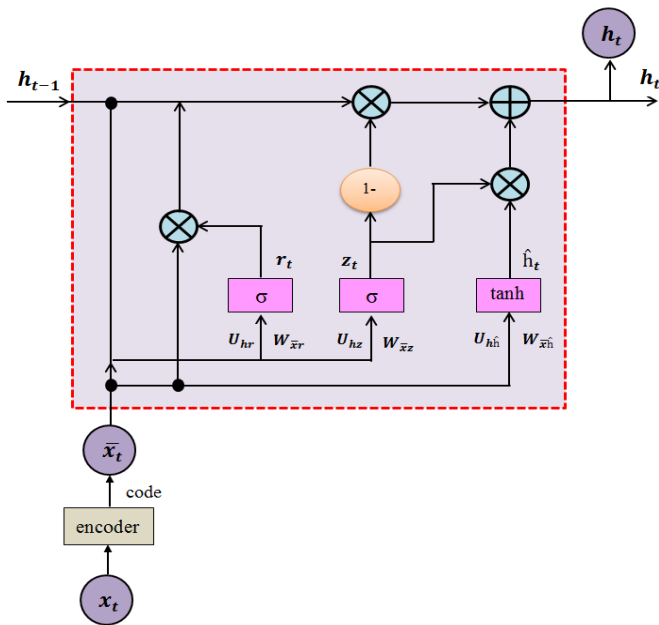 h_t
h_{t-1}
h_t
1-
r_t
z_t
ĥ_t
σ
σ
tanh
U_{hr} W_{x̄r}
U_{hz} W_{x̄z}
U_{hĥ} W_{x̄ĥ}
x̄_t
code
encoder
x_t